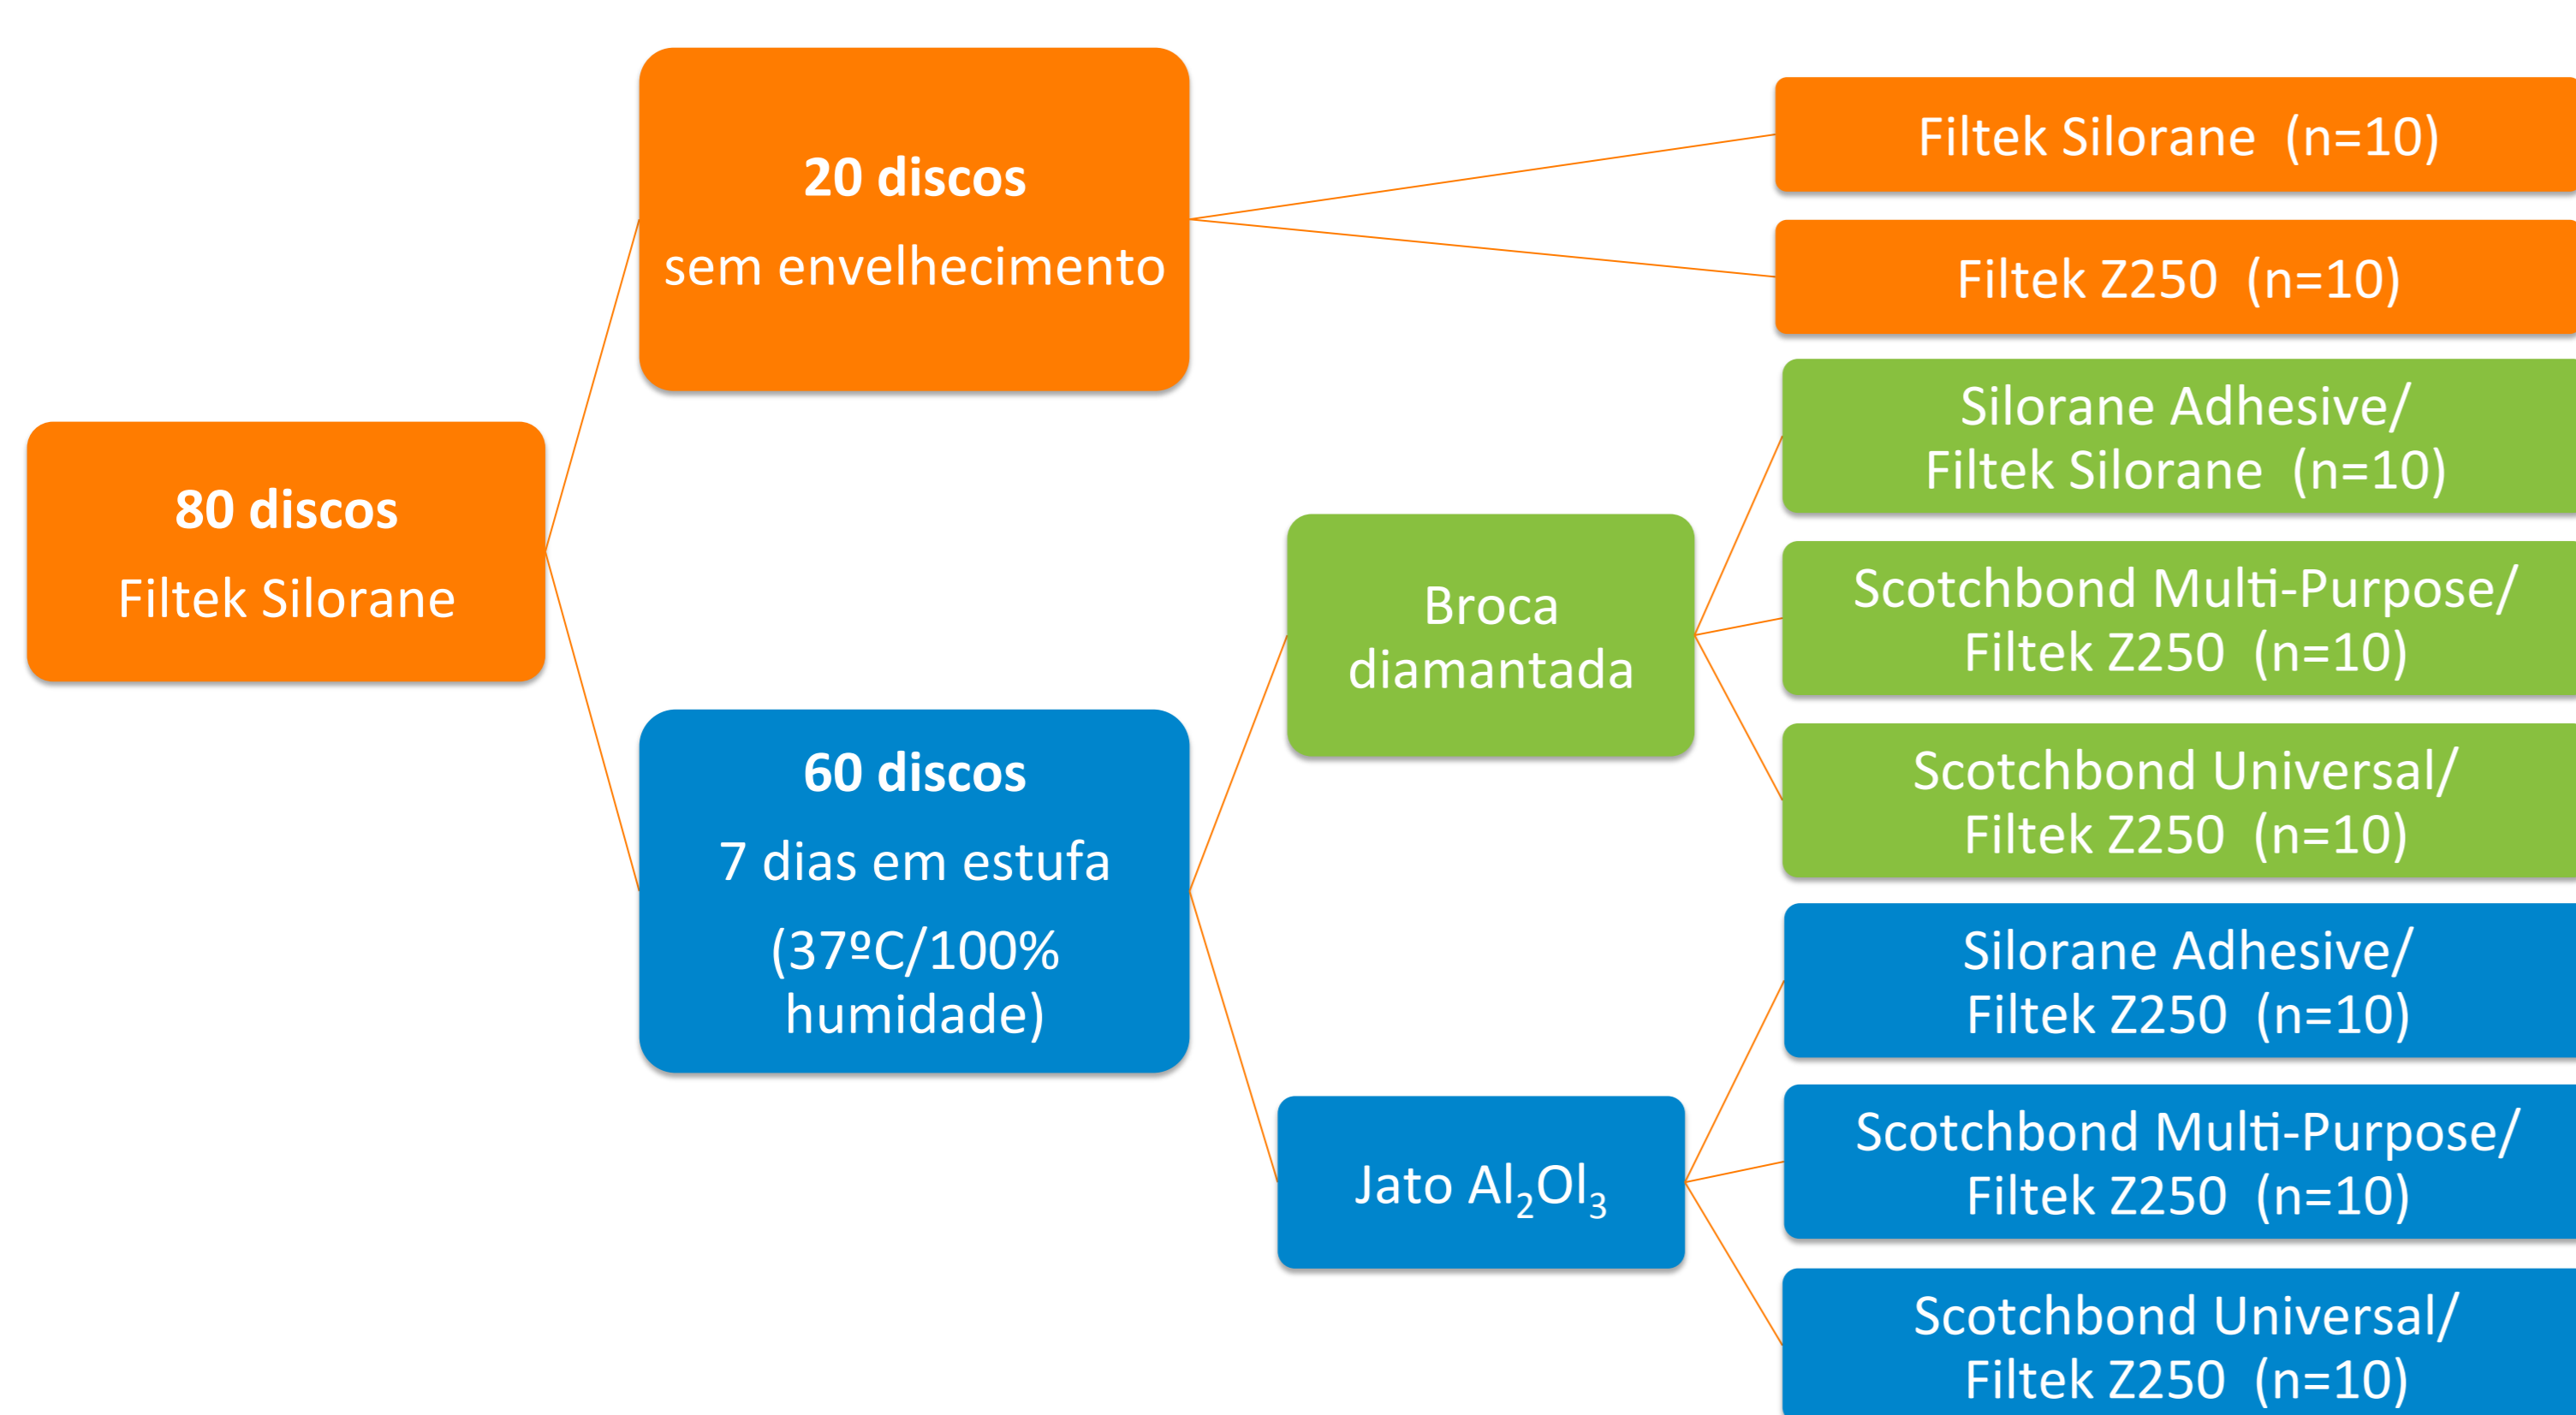 80 discos
Filtek Silorane
20 discos
sem envelhecimento
60 discos
7 dias em estufa
(37ºC/100%
humidade)
Broca
diamantada
Jato Al₂Ol₃
Filtek Silorane (n=10)
Filtek Z250 (n=10)
Silorane Adhesive/
Filtek Silorane (n=10)
Scotchbond Multi-Purpose/
Filtek Z250 (n=10)
Scotchbond Universal/
Filtek Z250 (n=10)
Silorane Adhesive/
Filtek Z250 (n=10)
Scotchbond Multi-Purpose/
Filtek Z250 (n=10)
Scotchbond Universal/
Filtek Z250 (n=10)